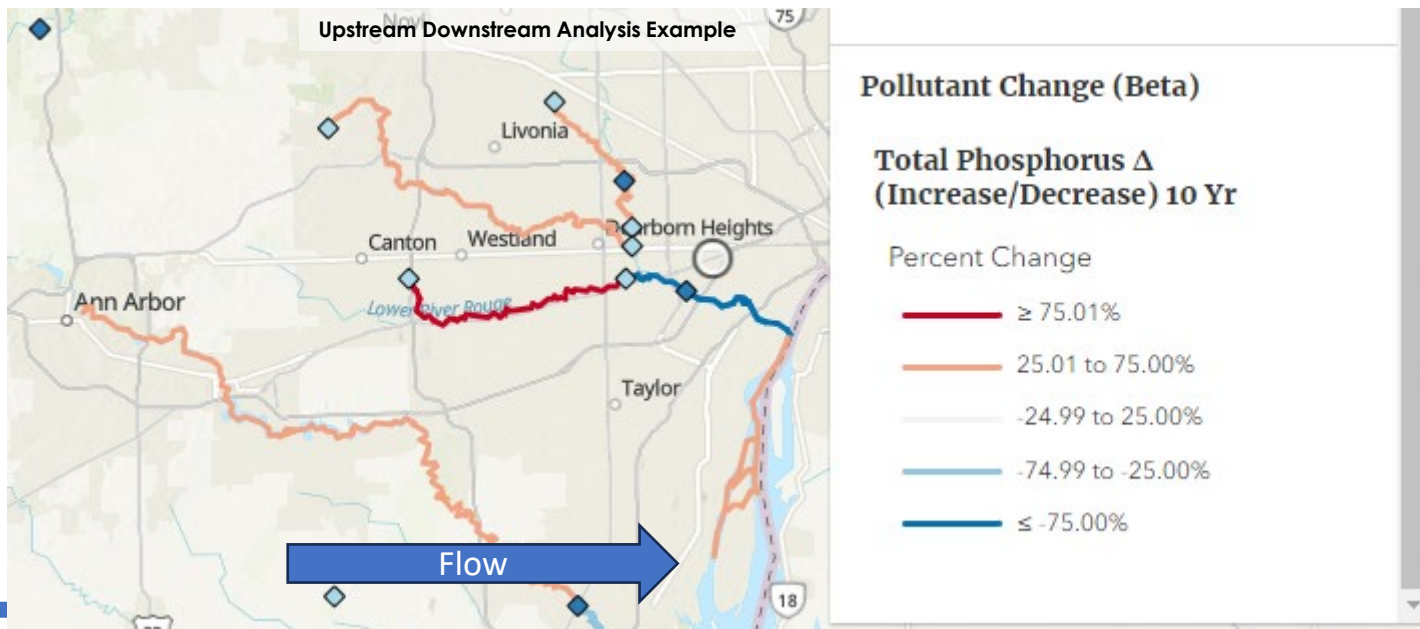 Upstream Downstream Analysis Example
Novi
75
Livonia
Dearborn Heights
Canton
Westland
Lower River Rouge
Ann Arbor
Taylor
Flow
18
Pollutant Change (Beta)
Total Phosphorus Δ
(Increase/Decrease) 10 Yr
Percent Change
≥ 75.01%
25.01 to 75.00%
-24.99 to 25.00%
-74.99 to -25.00%
≤ -75.00%